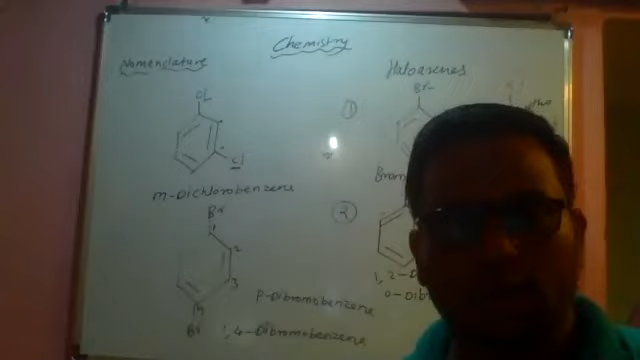 Chemistry
Nomenclature
Haloarenes
Cl
Cl
m-Dichlorobenzene
Br
1
2
3
4
Br
p-Dibromobenzene
1,4-Dibromobenzene
1
Br
Brom
2
1,2-D
o-Dib